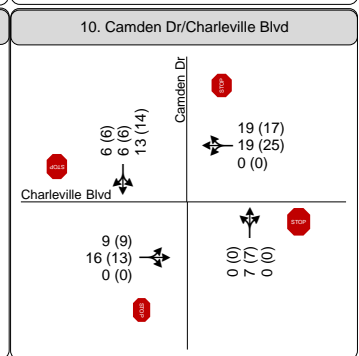 10. Camden Dr/Charleville Blvd
Camden Dr
STOP
6 (6)
6 (6)
13 (14)
19 (17)
19 (25)
0 (0)
STOP
Charleville Blvd
9 (9)
16 (13)
0 (0)
0 (0)
7 (7)
0 (0)
STOP
STOP